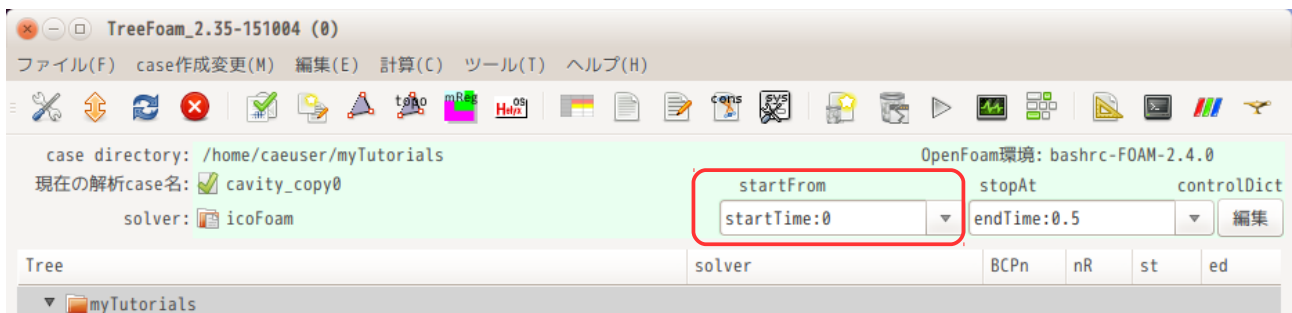 TreeFoam_2.35-151004 (0)
ファイル(F) case作成変更(M) 編集(E) 計算(C) ツール(T) ヘルプ(H)
topo mReg Helyx OS cons sys
case directory: /home/caeuser/myTutorials OpenFoam環境: bashrc-FOAM-2.4.0
現在の解析case名: cavity_copy0 startFrom stopAt controlDict
solver: icoFoam startTime:0 endTime:0.5 編集
Tree solver BCPn nR st ed
myTutorials